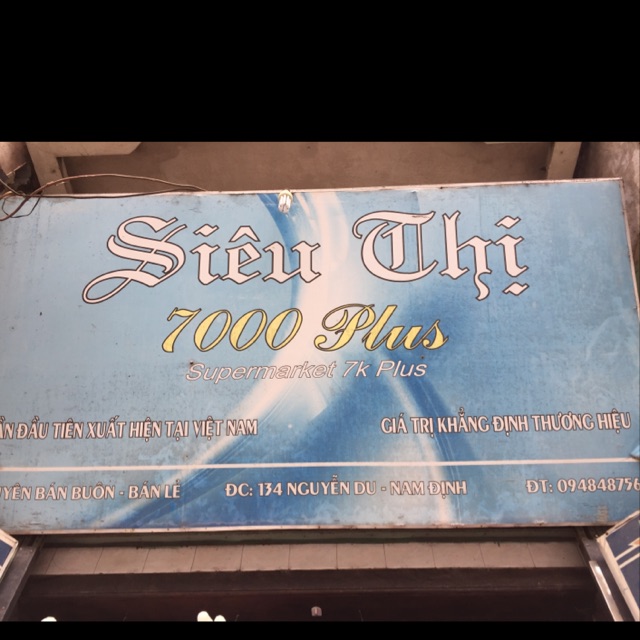 Siêu Thị
7000 Plus
Supermarket 7k Plus
ĐẦU TIÊN XUẤT HIỆN TẠI VIỆT NAM
GIÁ TRỊ KHẲNG ĐỊNH THƯƠNG HIỆU
BÁN BUÔN - BÁN LẺ ĐC: 134 NGUYỄN DU - NAM ĐỊNH ĐT: